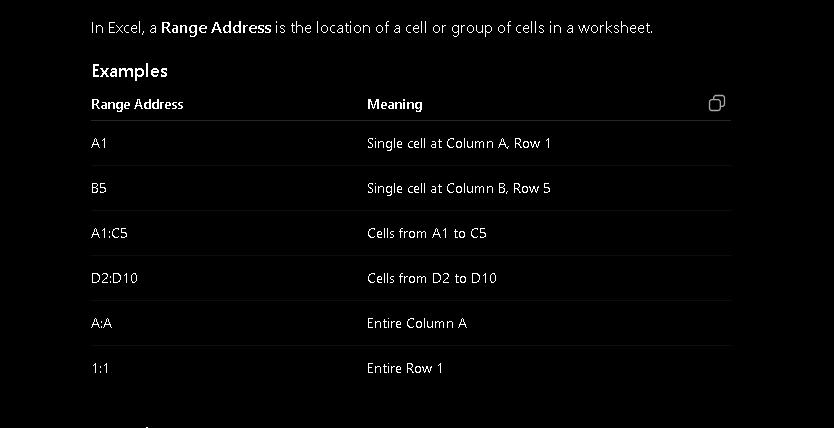 In Excel, a Range Address is the location of a cell or group of cells in a worksheet.
Examples
Range Address Meaning
A1 Single cell at Column A, Row 1
B5 Single cell at Column B, Row 5
A1:C5 Cells from A1 to C5
D2:D10 Cells from D2 to D10
A:A Entire Column A
1:1 Entire Row 1